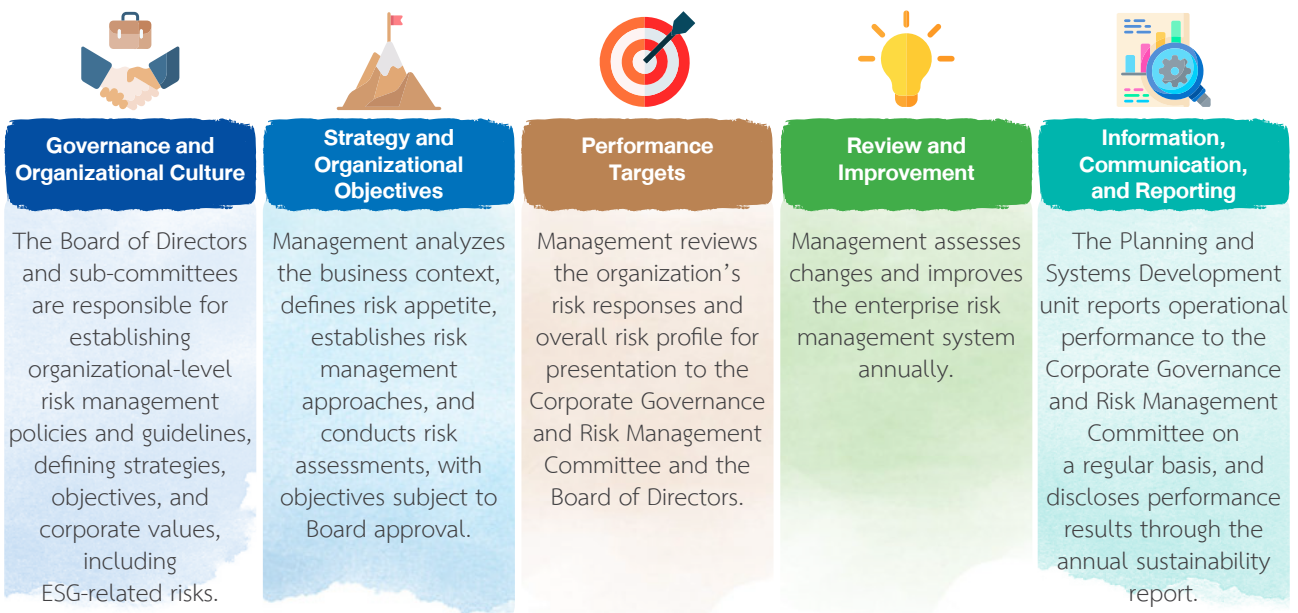 Governance and
Organizational Culture
The Board of Directors
and sub-committees
are responsible for
establishing
organizational-level
risk management
policies and guidelines,
defining strategies,
objectives, and
corporate values,
including
ESG-related risks.
Strategy and
Organizational
Objectives
Management analyzes
the business context,
defines risk appetite,
establishes risk
management
approaches, and
conducts risk
assessments, with
objectives subject to
Board approval.
Performance
Targets
Management reviews
the organization’s
risk responses and
overall risk profile for
presentation to the
Corporate Governance
and Risk Management
Committee and the
Board of Directors.
Review and
Improvement
Management assesses
changes and improves
the enterprise risk
management system
annually.
Information,
Communication,
and Reporting
The Planning and
Systems Development
unit reports operational
performance to the
Corporate Governance
and Risk Management
Committee on
a regular basis, and
discloses performance
results through the
annual sustainability
report.